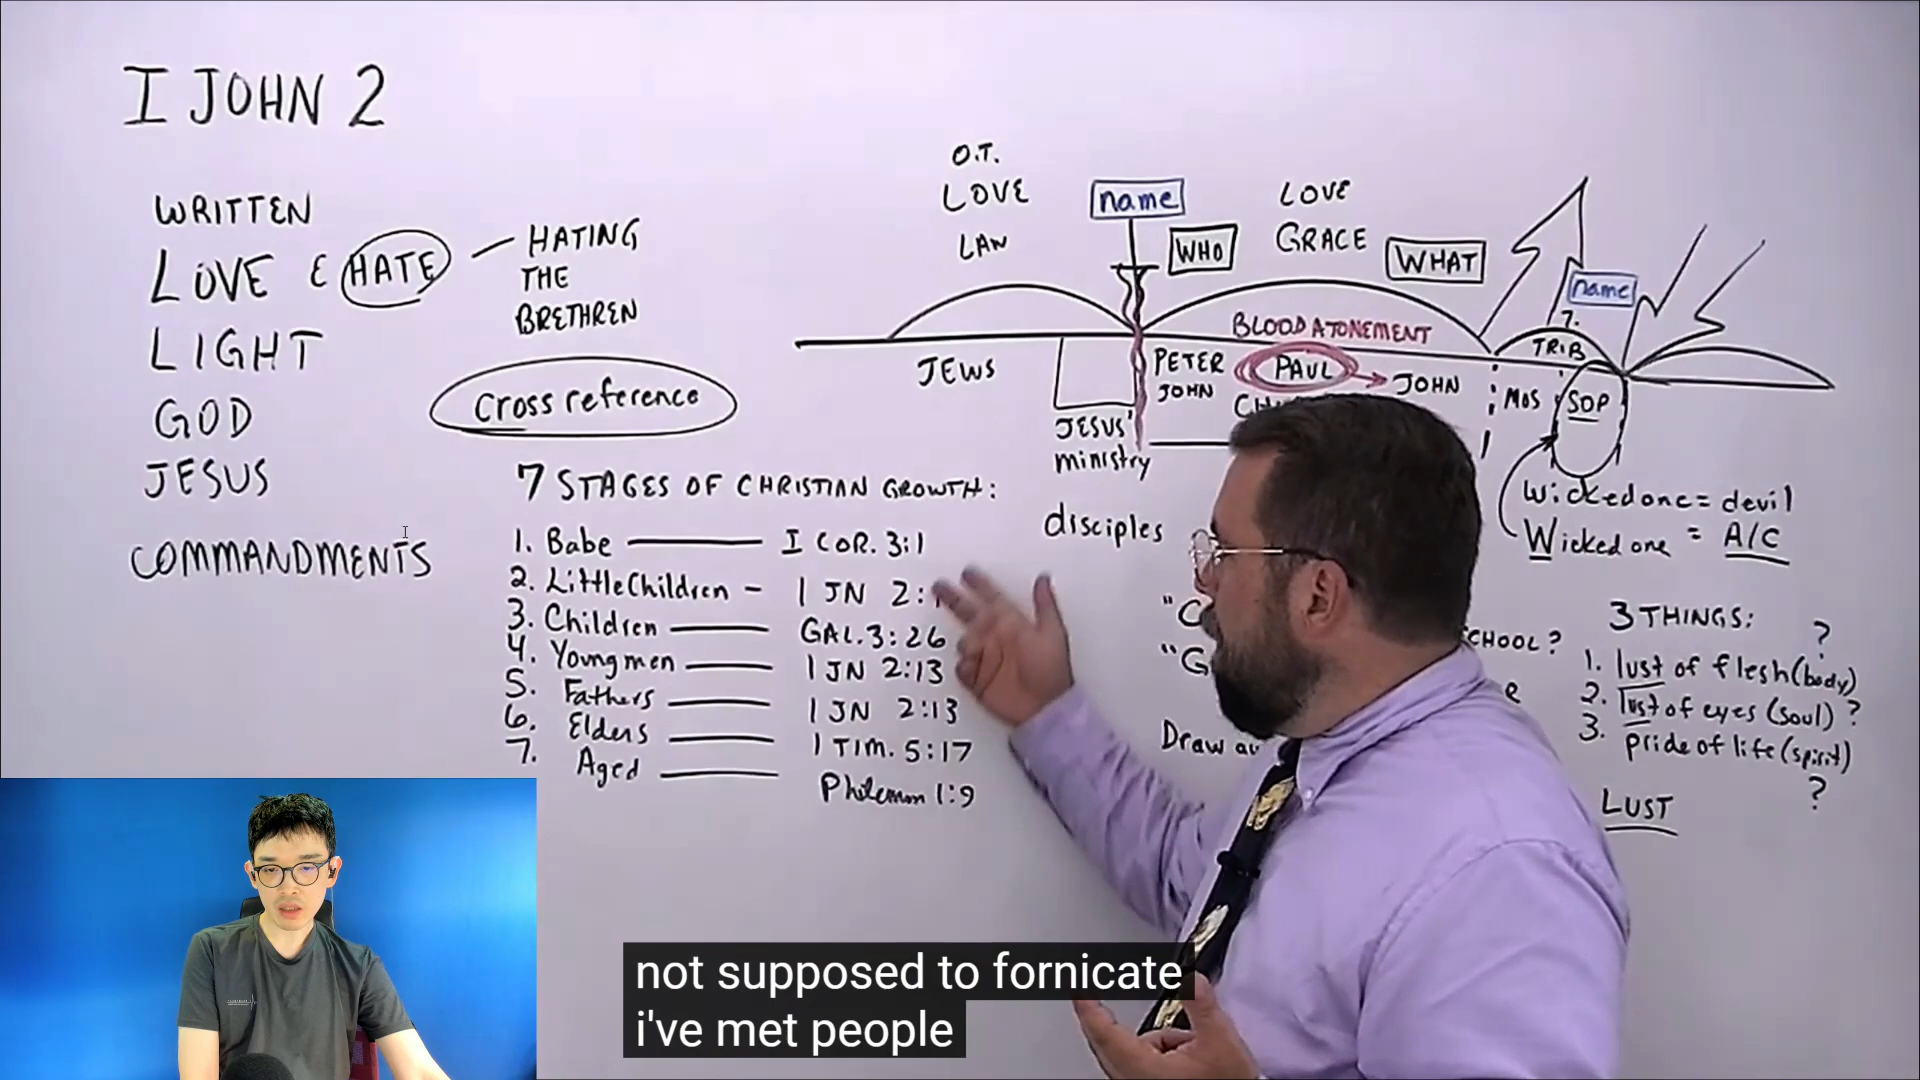 I JOHN 2
WRITTEN
LOVE & HATE — HATING
THE
BRETHREN
LIGHT
GOD
JESUS
COMMANDMENTS
cross reference
7 STAGES OF CHRISTIAN GROWTH:
1. Babe — I COR. 3:1
2. Little Children – 1 JN 2:
3. Children — GAL. 3:26
4. Young men — 1 JN 2:13
5. Fathers — 1 JN 2:13
6. Elders — 1 TIM. 5:17
7. Aged — Philemon 1:9
O.T.
LOVE
LAW
name
WHO
LOVE
GRACE
WHAT
name
7.
BLOOD ATONEMENT
TRIB
JEWS
PETER
JOHN
PAUL
JOHN
MOS
SOP
JESUS'
ministry
disciples
wicked one = devil
Wicked one = A/C
"G
Draw
SCHOOL?
3 THINGS:
?
1. lust of flesh (body)
2. lust of eyes (soul) ?
3. pride of life (spirit)
?
LUST
not supposed to fornicate
i've met people